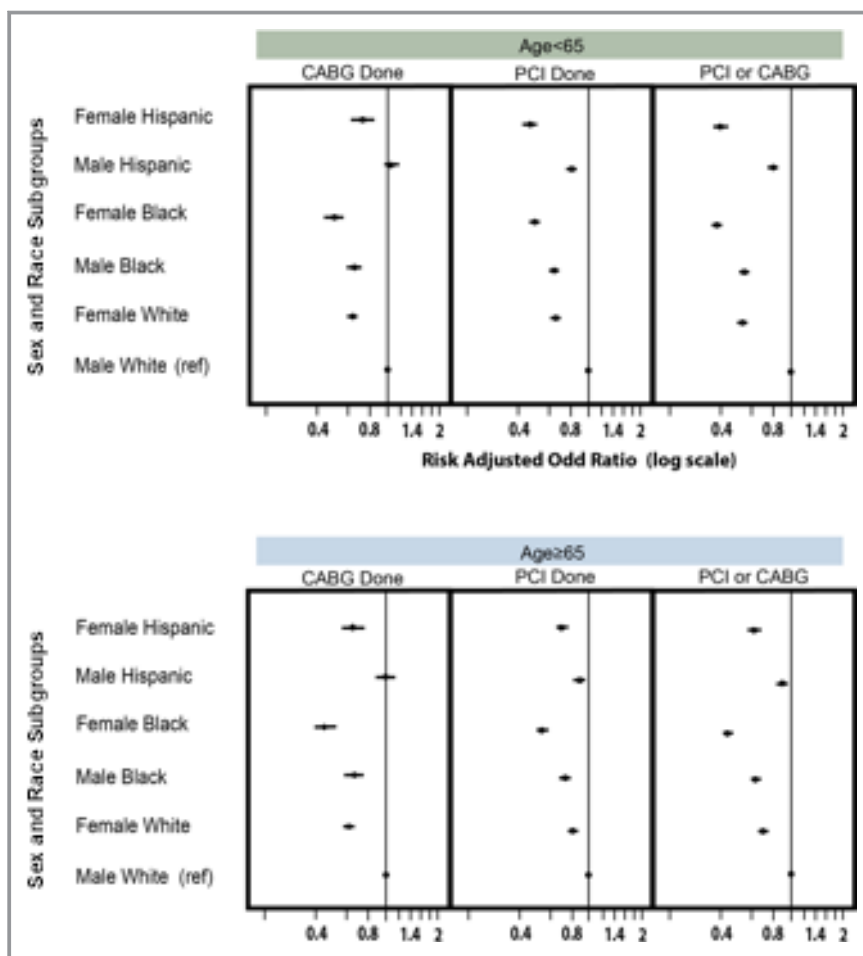 Age<65
CABG Done PCI Done PCI or CABG
Sex and Race Subgroups
Female Hispanic
Male Hispanic
Female Black
Male Black
Female White
Male White (ref)
0.4 0.8 1.4 2 0.4 0.8 1.4 2 0.4 0.8 1.4 2
Risk Adjusted Odd Ratio (log scale)
Age≥65
CABG Done PCI Done PCI or CABG
Sex and Race Subgroups
Female Hispanic
Male Hispanic
Female Black
Male Black
Female White
Male White (ref)
0.4 0.8 1.4 2 0.4 0.8 1.4 2 0.4 0.8 1.4 2